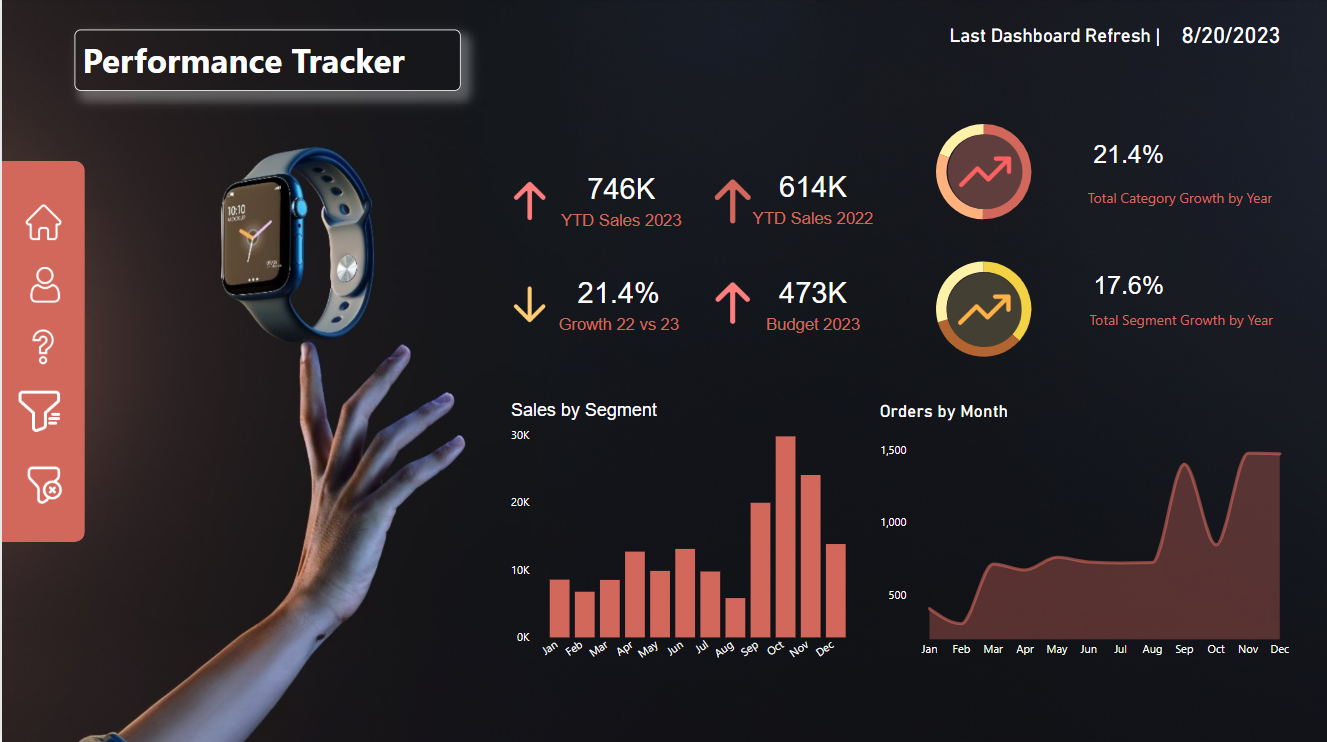 Performance Tracker
Last Dashboard Refresh | 8/20/2023
10:10
746K
YTD Sales 2023
614K
YTD Sales 2022
21.4%
Growth 22 vs 23
473K
Budget 2023
21.4%
Total Category Growth by Year
17.6%
Total Segment Growth by Year
Sales by Segment
30K
20K
10K
0K
Jan Feb Mar Apr May Jun Jul Aug Sep Oct Nov Dec
Orders by Month
1,500
1,000
500
Jan Feb Mar Apr May Jun Jul Aug Sep Oct Nov Dec